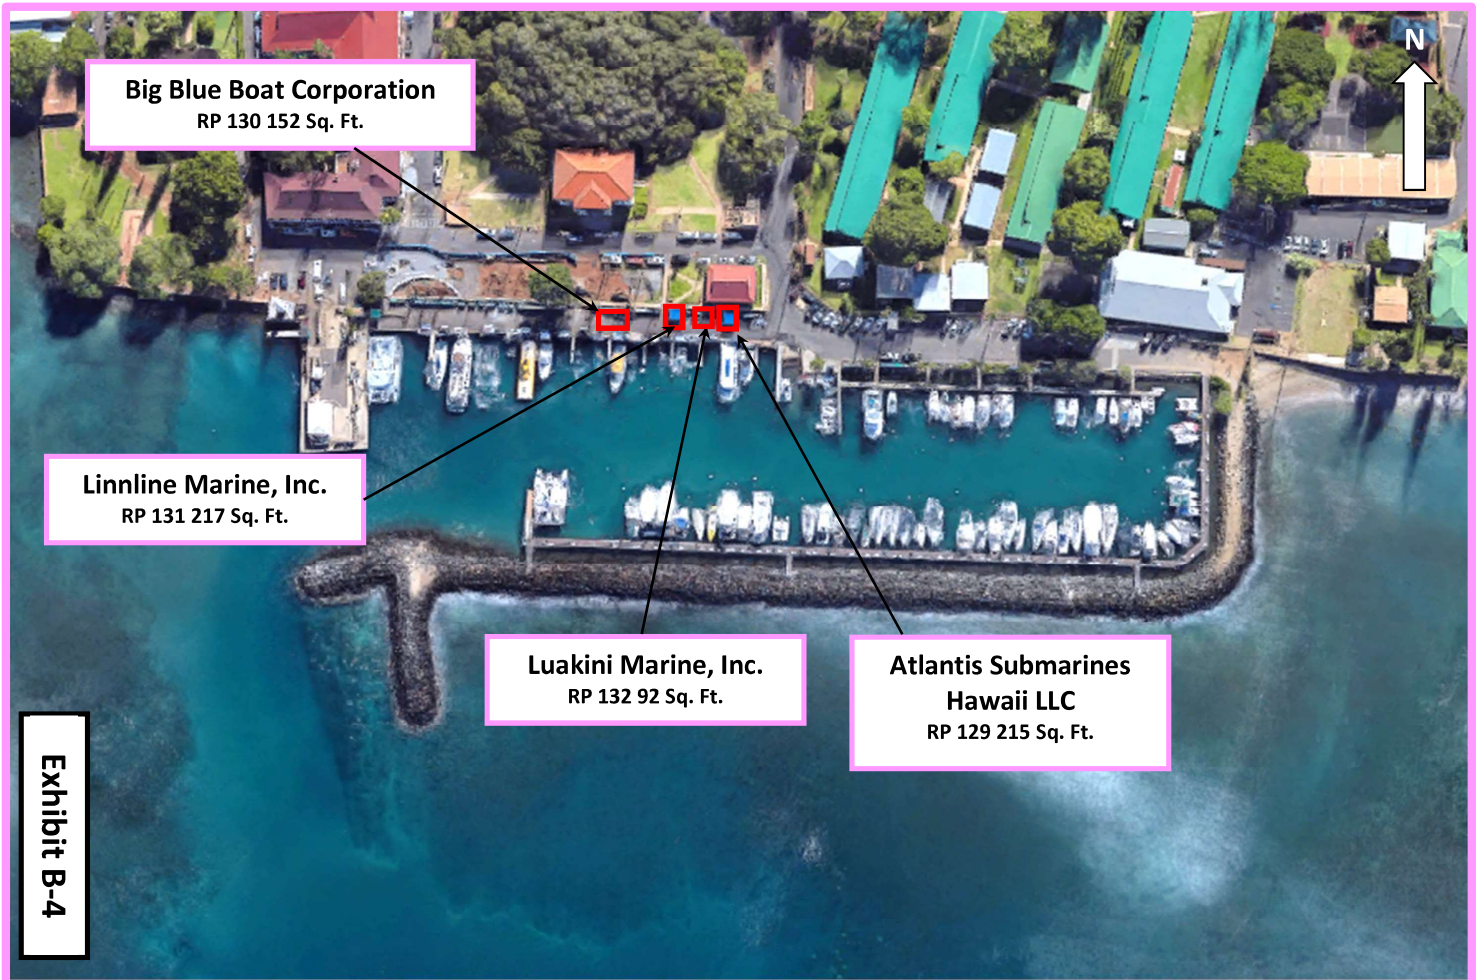 N
Big Blue Boat Corporation
RP 130 152 Sq. Ft.
Linnline Marine, Inc.
RP 131 217 Sq. Ft.
Luakini Marine, Inc.
RP 132 92 Sq. Ft.
Atlantis Submarines
Hawaii LLC
RP 129 215 Sq. Ft.
Exhibit B-4